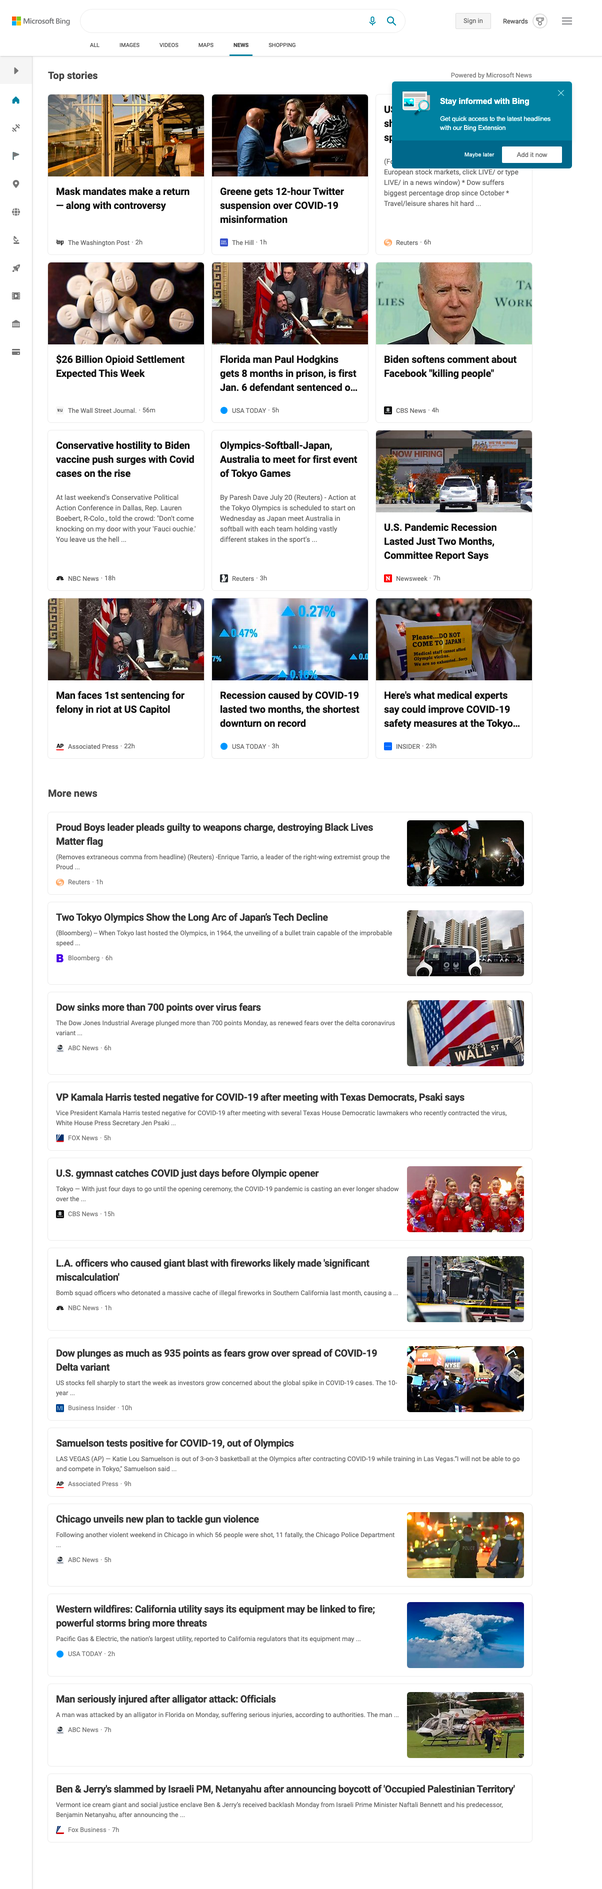 Microsoft Bing
Sign in
Rewards
ALL
IMAGES
VIDEOS
MAPS
NEWS
SHOPPING
Top stories
Powered by Microsoft News
Stay informed with Bing
Get quick access to the latest headlines
with our Bing Extension
Maybe later
Add it now
Mask mandates make a return
— along with controversy
The Washington Post · 2h
Greene gets 12-hour Twitter
suspension over COVID-19
misinformation
The Hill · 1h
European stock markets, click LIVE/ or type
LIVE/ in a news window) * Dow suffers
biggest percentage drop since October *
Travel/leisure shares hit hard ...
Reuters · 6h
$26 Billion Opioid Settlement
Expected This Week
The Wall Street Journal. · 56m
Florida man Paul Hodgkins
gets 8 months in prison, is first
Jan. 6 defendant sentenced o...
USA TODAY · 5h
LIES
TA
WORK
Biden softens comment about
Facebook "killing people"
CBS News · 4h
Conservative hostility to Biden
vaccine push surges with Covid
cases on the rise
At last weekend's Conservative Political
Action Conference in Dallas, Rep. Lauren
Boebert, R-Colo., told the crowd: "Don't come
knocking on my door with your 'Fauci ouchie.'
You leave us the hell ...
NBC News · 18h
Olympics-Softball-Japan,
Australia to meet for first event
of Tokyo Games
By Paresh Dave July 20 (Reuters) - Action at
the Tokyo Olympics is scheduled to start on
Wednesday as Japan meet Australia in
softball with each team holding vastly
different stakes in the sport's ...
Reuters · 3h
NOW HIRING
U.S. Pandemic Recession
Lasted Just Two Months,
Committee Report Says
Newsweek · 7h
Man faces 1st sentencing for
felony in riot at US Capitol
AP Associated Press · 22h
0.27%
0.47%
7%
0.16%
Recession caused by COVID-19
lasted two months, the shortest
downturn on record
USA TODAY · 3h
Please...DO NOT
COME TO JAPAN!
Here's what medical experts
say could improve COVID-19
safety measures at the Tokyo...
INSIDER · 23h
More news
Proud Boys leader pleads guilty to weapons charge, destroying Black Lives
Matter flag
(Removes extraneous comma from headline) (Reuters) -Enrique Tarrio, a leader of the right-wing extremist group the
Proud ...
Reuters · 1h
Two Tokyo Olympics Show the Long Arc of Japan's Tech Decline
(Bloomberg) -- When Tokyo last hosted the Olympics, in 1964, the unveiling of a bullet train capable of the improbable
speed ...
B Bloomberg · 6h
Dow sinks more than 700 points over virus fears
The Dow Jones Industrial Average plunged more than 700 points Monday, as renewed fears over the delta coronavirus
variant ...
ABC News · 6h
WALL ST
VP Kamala Harris tested negative for COVID-19 after meeting with Texas Democrats, Psaki says
Vice President Kamala Harris tested negative for COVID-19 after meeting with several Texas House Democratic lawmakers who recently contracted the virus,
White House Press Secretary Jen Psaki ...
FOX News · 5h
U.S. gymnast catches COVID just days before Olympic opener
Tokyo — With just four days to go until the opening ceremony, the COVID-19 pandemic is casting an ever longer shadow
over the ...
CBS News · 15h
L.A. officers who caused giant blast with fireworks likely made 'significant
miscalculation'
Bomb squad officers who detonated a massive cache of illegal fireworks in Southern California last month, causing a ...
NBC News · 1h
Dow plunges as much as 935 points as fears grow over spread of COVID-19
Delta variant
US stocks fell sharply to start the week as investors grow concerned about the global spike in COVID-19 cases. The 10-
year ...
BI Business Insider · 10h
NYSE
Samuelson tests positive for COVID-19, out of Olympics
LAS VEGAS (AP) — Katie Lou Samuelson is out of 3-on-3 basketball at the Olympics after contracting COVID-19 while training in Las Vegas."I will not be able to go
and compete in Tokyo," Samuelson said ...
AP Associated Press · 9h
Chicago unveils new plan to tackle gun violence
Following another violent weekend in Chicago in which 56 people were shot, 11 fatally, the Chicago Police Department
...
ABC News · 5h
POLICE
Western wildfires: California utility says its equipment may be linked to fire;
powerful storms bring more threats
Pacific Gas & Electric, the nation's largest utility, reported to California regulators that its equipment may ...
USA TODAY · 2h
Man seriously injured after alligator attack: Officials
A man was attacked by an alligator in Florida on Monday, suffering serious injuries, according to authorities. The man ...
ABC News · 7h
Ben & Jerry's slammed by Israeli PM, Netanyahu after announcing boycott of 'Occupied Palestinian Territory'
Vermont ice cream giant and social justice enclave Ben & Jerry's received backlash Monday from Israeli Prime Minister Naftali Bennett and his predecessor,
Benjamin Netanyahu, after announcing the ...
Fox Business · 7h